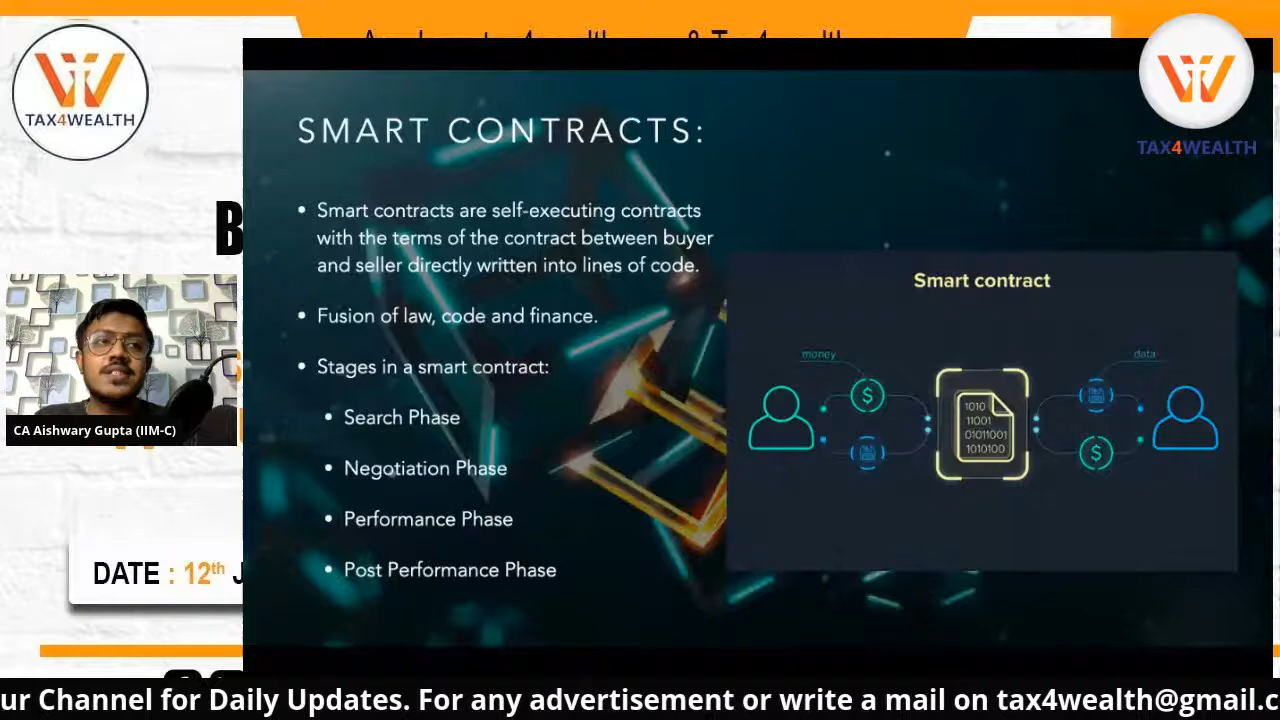 TAX4WEALTH
TAX4WEALTH
SMART CONTRACTS:
• Smart contracts are self-executing contracts
with the terms of the contract between buyer
and seller directly written into lines of code.
• Fusion of law, code and finance.
• Stages in a smart contract:
• Search Phase
• Negotiation Phase
• Performance Phase
• Post Performance Phase
Smart contract
money
data
$
1010
11001
01011001
1010100
$
B
CA Aishwary Gupta (IIM-C)
DATE : 12th J
ur Channel for Daily Updates. For any advertisement or write a mail on tax4wealth@gmail.c